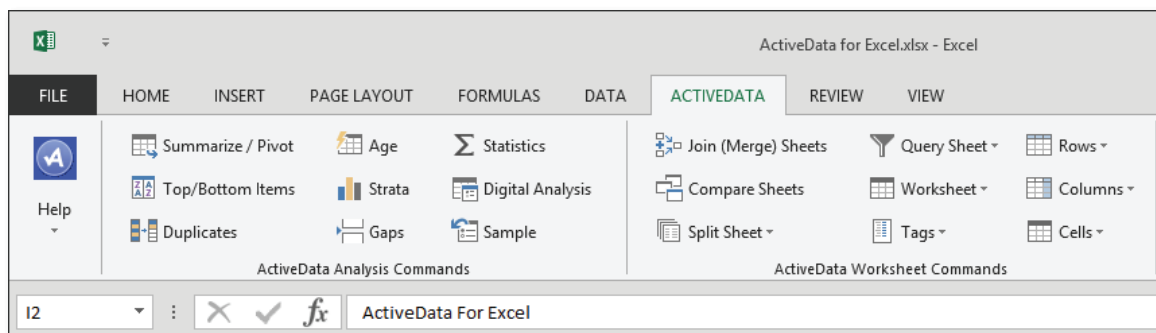 ActiveData for Excel.xlsx - Excel
FILE HOME INSERT PAGE LAYOUT FORMULAS DATA ACTIVEDATA REVIEW VIEW
Summarize / Pivot Age Σ Statistics Join (Merge) Sheets Query Sheet Rows
Top/Bottom Items Strata Digital Analysis Compare Sheets Worksheet Columns
Help Duplicates Gaps Sample Split Sheet Tags Cells
ActiveData Analysis Commands ActiveData Worksheet Commands
I2 fx ActiveData For Excel